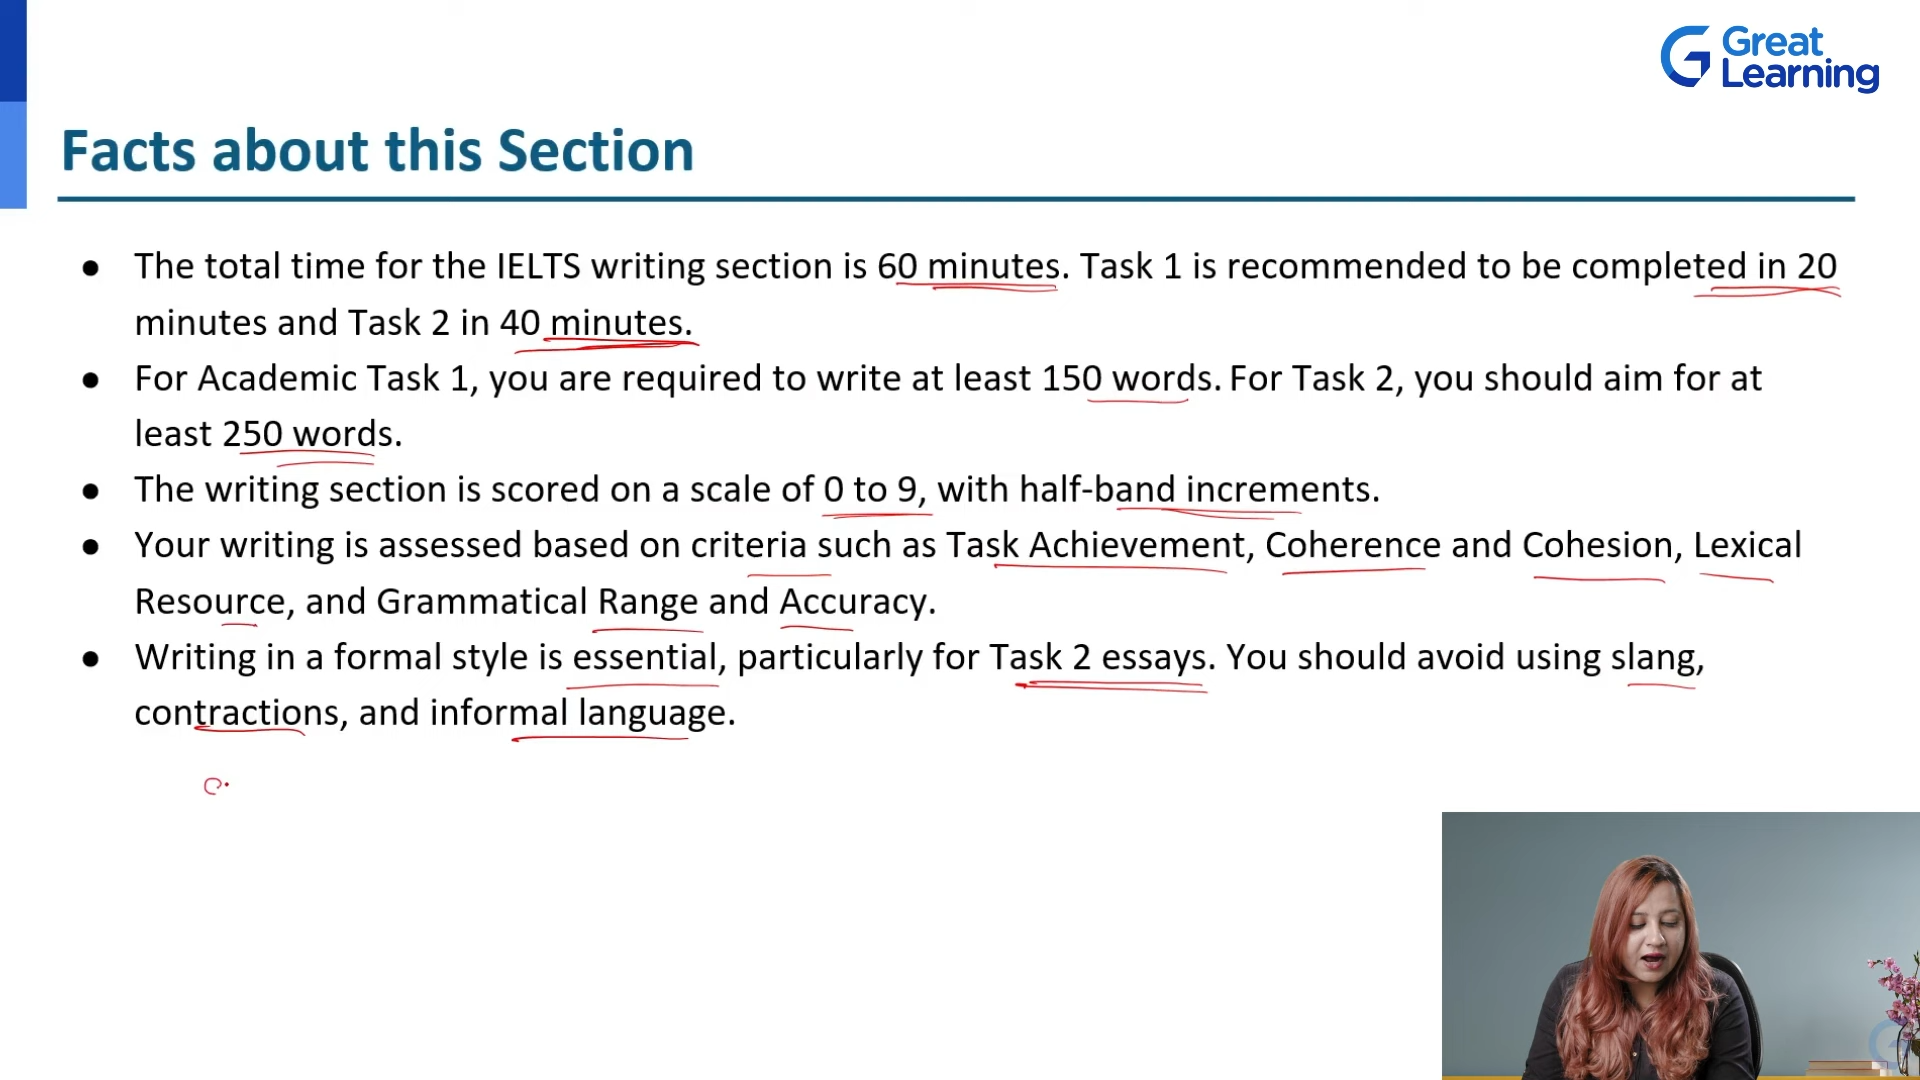 Great
Learning
Facts about this Section
● The total time for the IELTS writing section is 60 minutes. Task 1 is recommended to be completed in 20
minutes and Task 2 in 40 minutes.
● For Academic Task 1, you are required to write at least 150 words. For Task 2, you should aim for at
least 250 words.
● The writing section is scored on a scale of 0 to 9, with half-band increments.
● Your writing is assessed based on criteria such as Task Achievement, Coherence and Cohesion, Lexical
Resource, and Grammatical Range and Accuracy.
● Writing in a formal style is essential, particularly for Task 2 essays. You should avoid using slang,
contractions, and informal language.